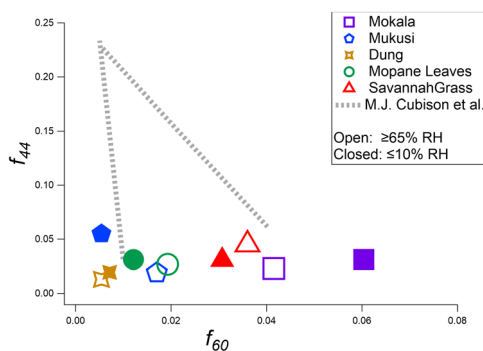 0.25
0.20
0.15
0.10
0.05
0.00
f44
0.00
0.02
0.04
0.06
0.08
f60
Mokala
Mukusi
Dung
Mopane Leaves
SavannahGrass
M.J. Cubison et al.
Open: ≥65% RH
Closed: ≤10% RH